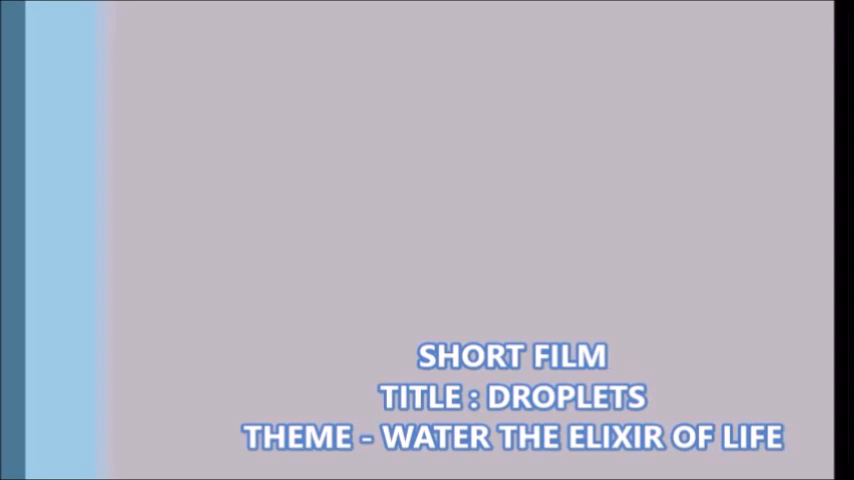 SHORT FILM
TITLE : DROPLETS
THEME - WATER THE ELIXIR OF LIFE